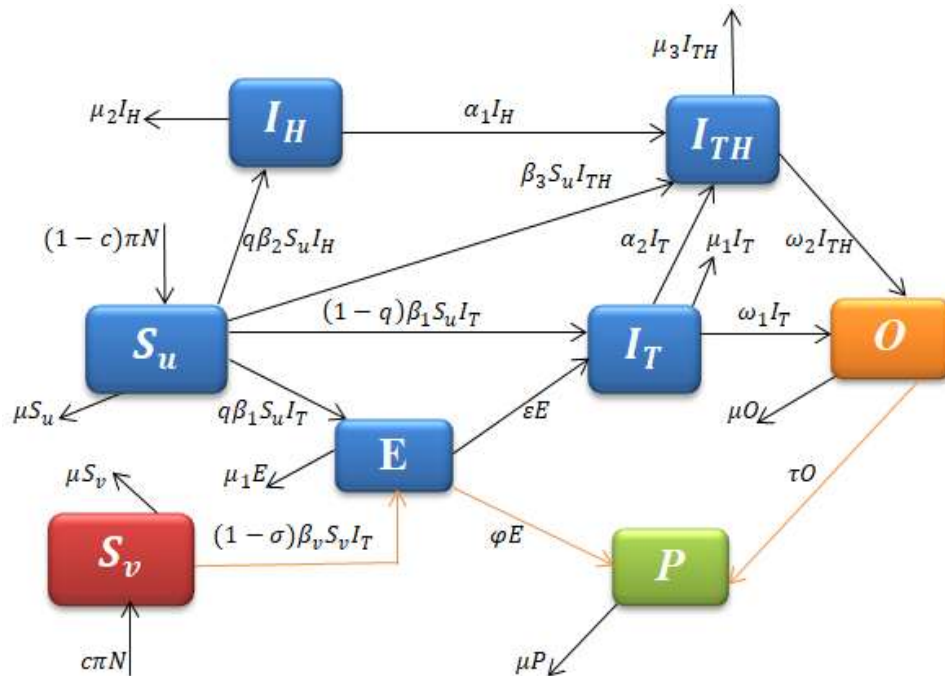 μ₃I_TH
μ₂I_H
I_H
α₁I_H
I_TH
β₃S_uI_TH
(1−c)πN
qβ₂S_uI_H
α₂I_T
μ₁I_T
ω₂I_TH
(1−q)β₁S_uI_T
S_u
I_T
ω₁I_T
O
μS_u
qβ₁S_uI_T
εE
μO
E
μS_v
μ₁E
τO
(1−σ)β_vS_vI_T
S_v
φE
P
cπN
μP